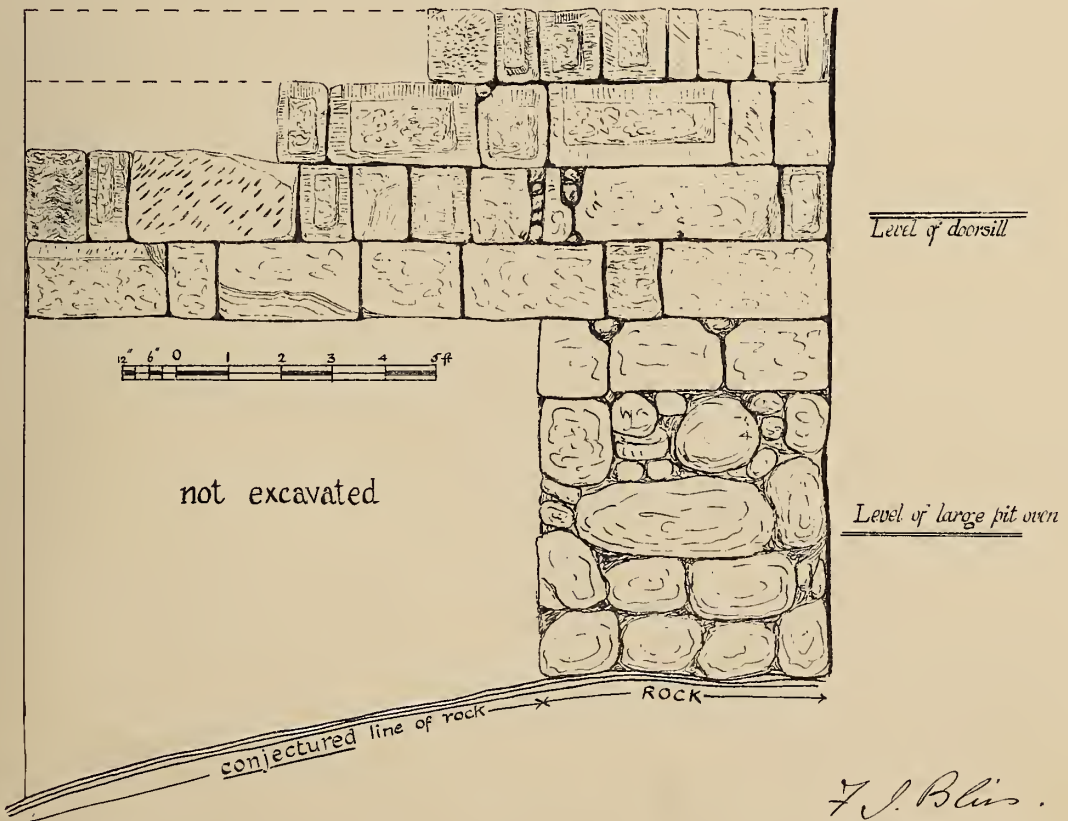 Level of doorsill
12" 6" 0 1 2 3 4 5 ft
not excavated
Level of large pit oven
conjectured line of rock
ROCK
F J. Bliss.